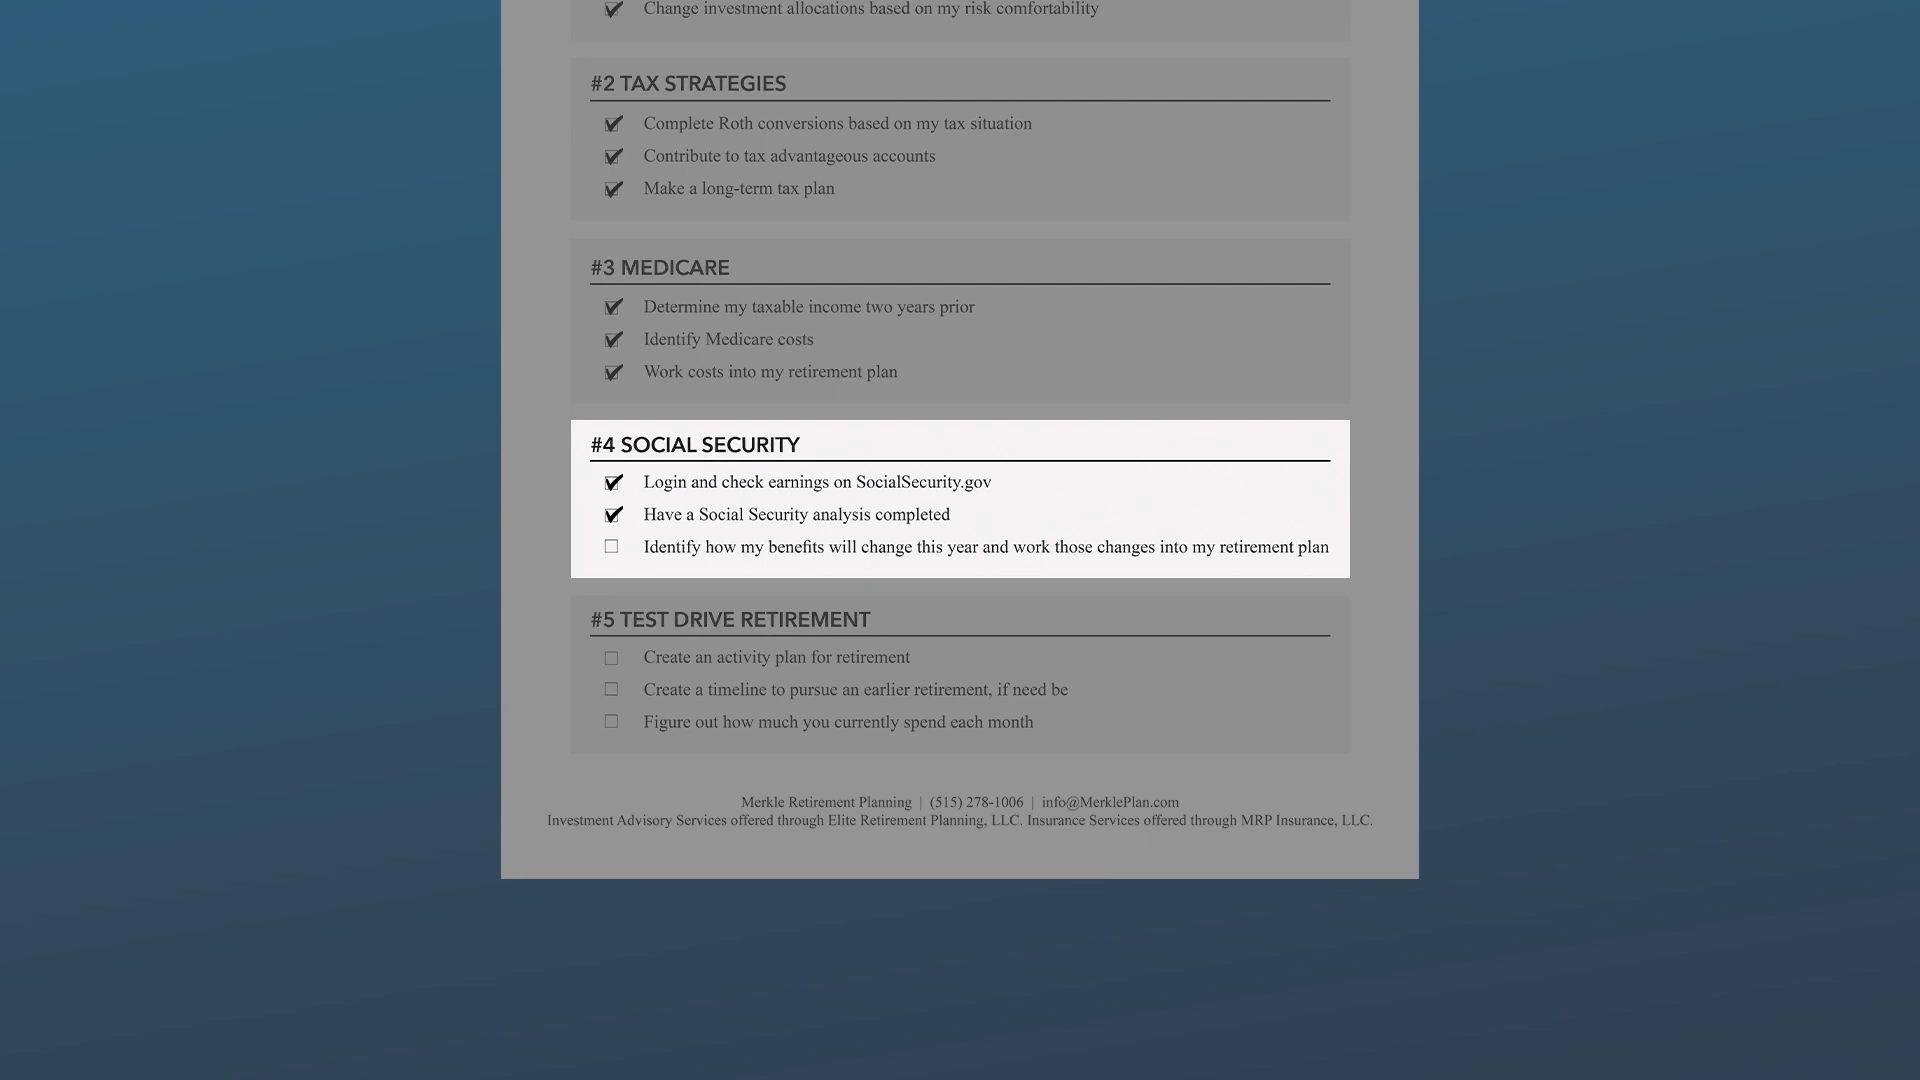 Change investment allocations based on my risk comfortability
#2 TAX STRATEGIES
Complete Roth conversions based on my tax situation
Contribute to tax advantageous accounts
Make a long-term tax plan
#3 MEDICARE
Determine my taxable income two years prior
Identify Medicare costs
Work costs into my retirement plan
#4 SOCIAL SECURITY
Login and check earnings on SocialSecurity.gov
Have a Social Security analysis completed
Identify how my benefits will change this year and work those changes into my retirement plan
#5 TEST DRIVE RETIREMENT
Create an activity plan for retirement
Create a timeline to pursue an earlier retirement, if need be
Figure out how much you currently spend each month
Merkle Retirement Planning | (515) 278-1006 | info@MerklePlan.com
Investment Advisory Services offered through Elite Retirement Planning, LLC. Insurance Services offered through MRP Insurance, LLC.